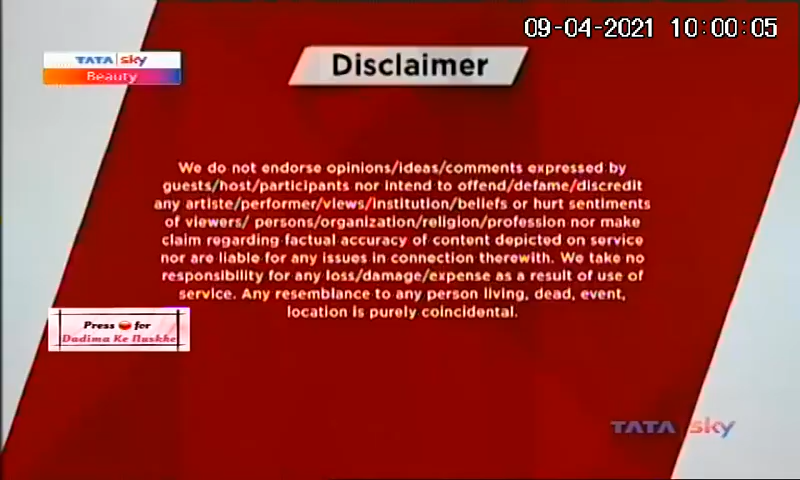 09-04-2021 10:00:05
TATA sky
Beauty
Disclaimer
We do not endorse opinions/ideas/comments expressed by
guests/host/participants nor intend to offend/defame/discredit
any artiste/performer/views/institution/beliefs or hurt sentiments
of viewers/ persons/organization/religion/profession nor make
claim regarding factual accuracy of content depicted on service
nor are liable for any issues in connection therewith. We take no
responsibility for any loss/damage/expense as a result of use of
service. Any resemblance to any person living, dead, event,
location is purely coincidental.
Press for
Dadima Ke Nuskhe
TATA sky